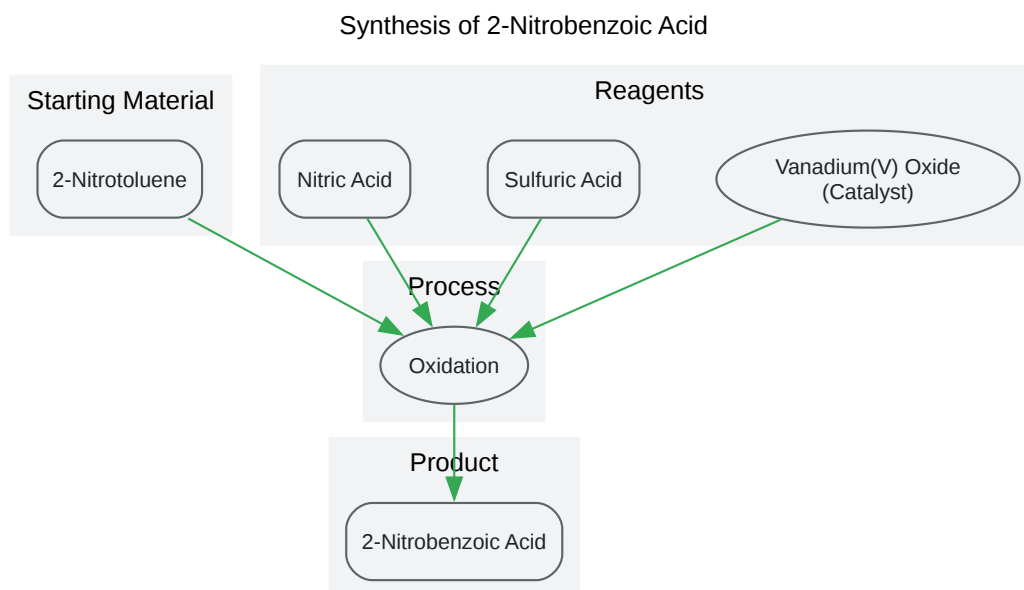 Synthesis of 2-Nitrobenzoic Acid
Starting Material
Reagents
2-Nitrotoluene
Nitric Acid
Sulfuric Acid
Vanadium(V) Oxide
(Catalyst)
Process
Oxidation
Product
2-Nitrobenzoic Acid